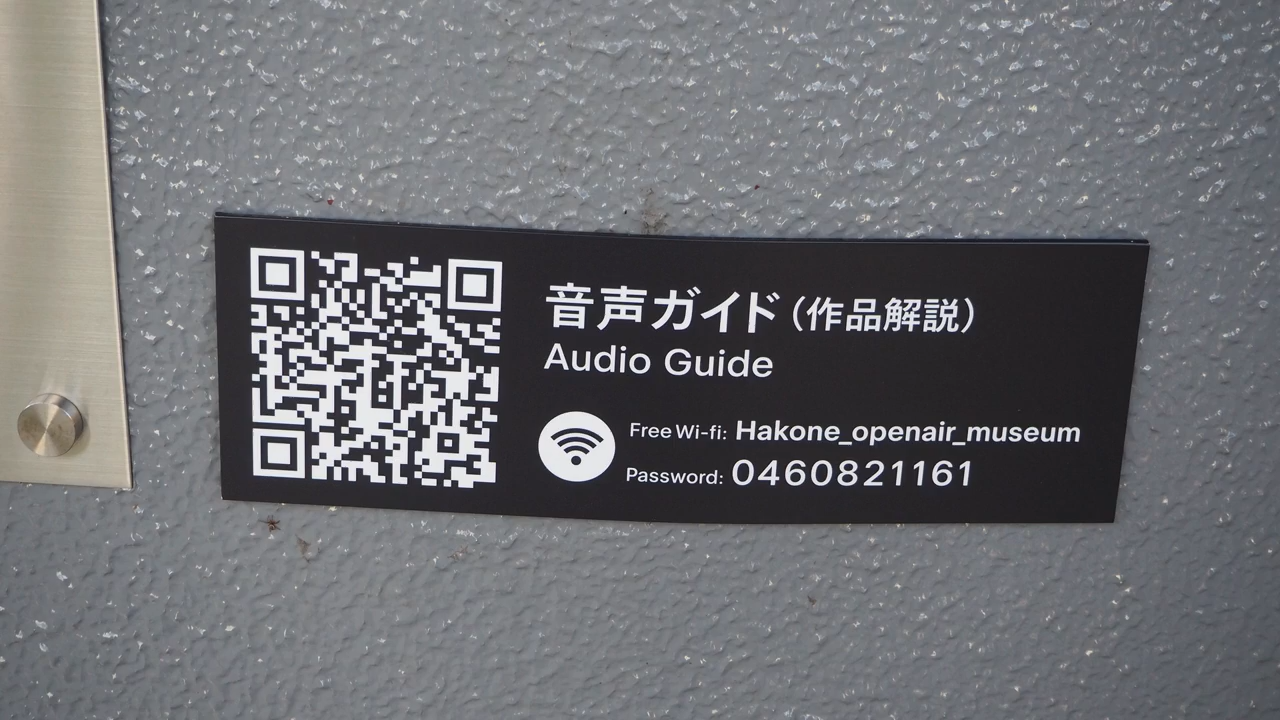 音声ガイド（作品解説）
Audio Guide
Free Wi-fi: Hakone_openair_museum
Password: 0460821161